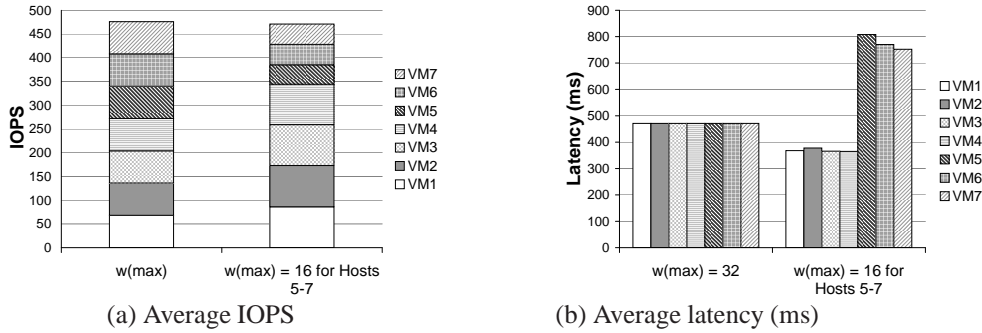 500
450
400
350
300
250
200
150
100
50
0
IOPS
w(max)
w(max) = 16 for Hosts
5-7
VM7
VM6
VM5
VM4
VM3
VM2
VM1
(a) Average IOPS
900
800
700
600
500
400
300
200
100
0
Latency (ms)
w(max) = 32
w(max) = 16 for
Hosts 5-7
VM1
VM2
VM3
VM4
VM5
VM6
VM7
(b) Average latency (ms)